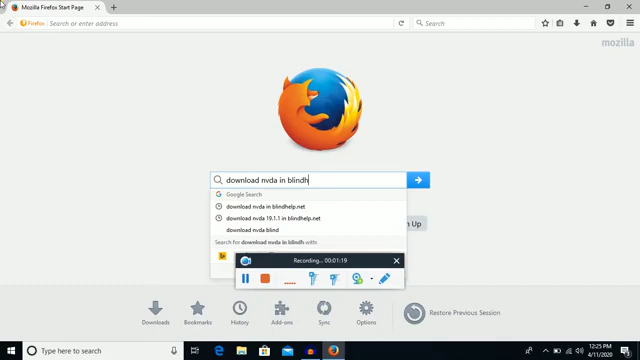 Mozilla Firefox Start Page
Firefox
Search or enter address
Search
mozilla
download nvda in blindh
Google Search
download nvda in blindhelp.net
download nvda 19.1.1 in blindhelp.net
download nvda blind
Search for download nvda in blindh with:
n Up
Recording... 00:01:19
Downloads
Bookmarks
History
Add-ons
Sync
Options
Restore Previous Session
Type here to search
12:25 PM
4/11/2020